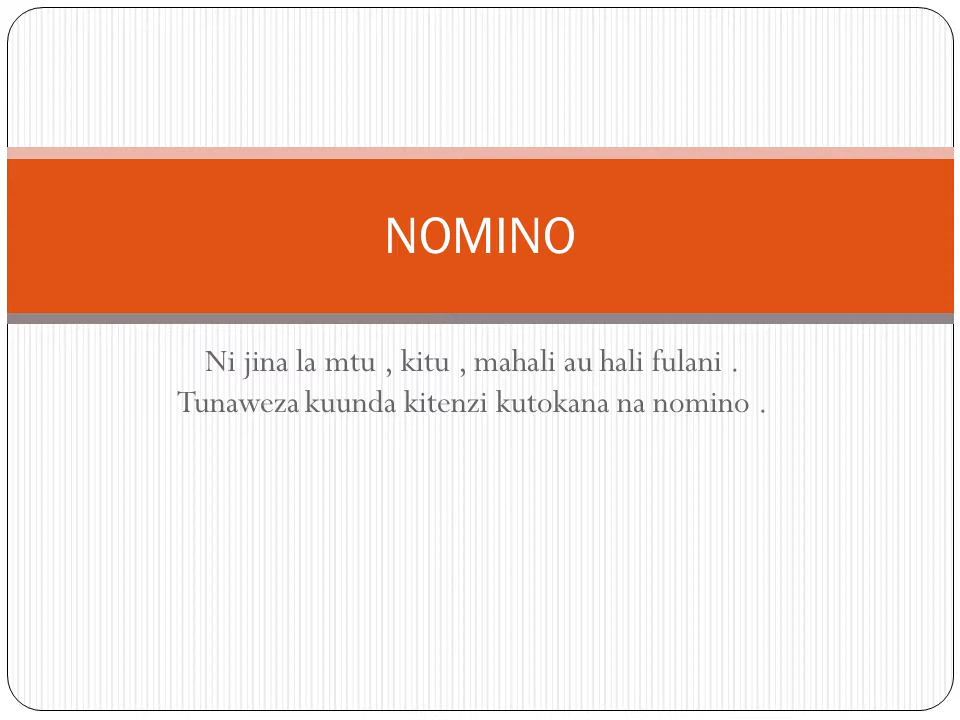 NOMINO
Ni jina la mtu , kitu , mahali au hali fulani .
Tunaweza kuunda kitenzi kutokana na nomino .